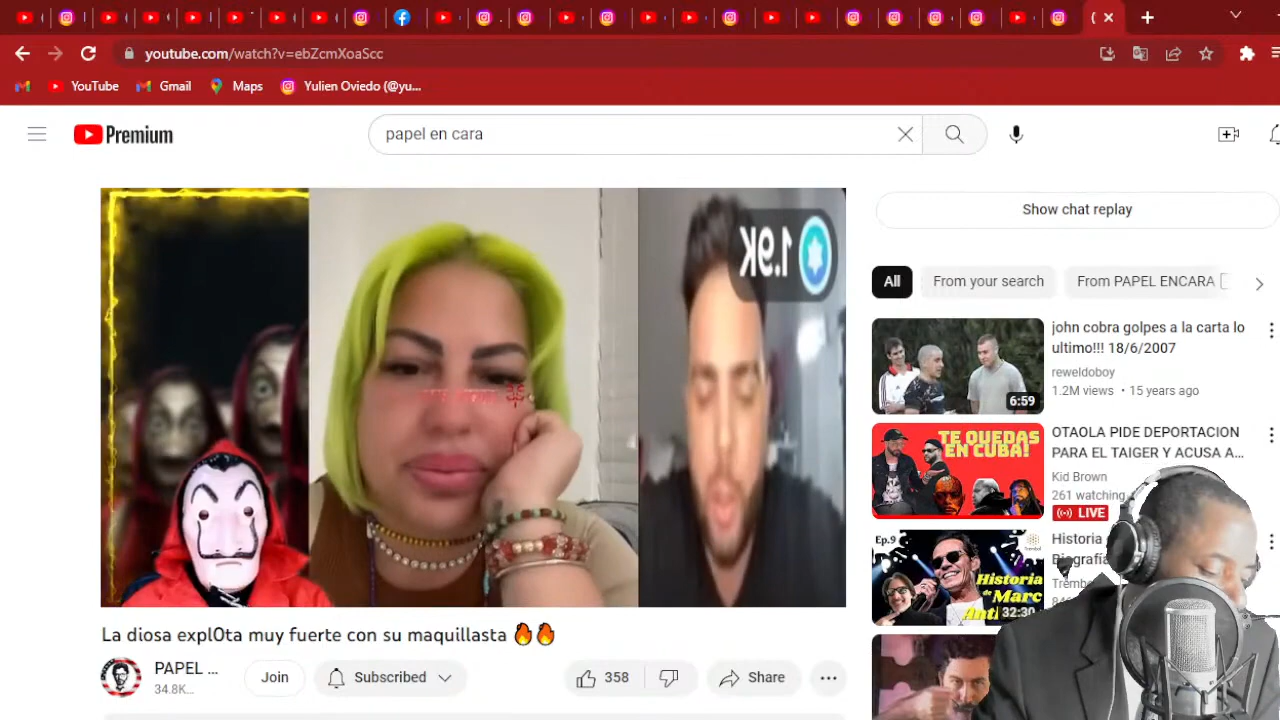 youtube.com/watch?v=ebZcmXoaScc
YouTube
Gmail
Maps
Yulien Oviedo (@yu...
Premium
papel en cara
1.9K
Show chat replay
All
From your search
From PAPEL ENCARA
john cobra golpes a la carta lo
ultimo!!! 18/6/2007
reweldoboy
1.2M views • 15 years ago
6:59
TE QUEDAS
EN CUBA!
OTAOLA PIDE DEPORTACION
PARA EL TAIGER Y ACUSA A...
Kid Brown
261 watching
LIVE
Ep.9
Historia
de Marc
32:30
Historia
La diosa expl0ta muy fuerte con su maquillasta 🔥🔥
PAPEL ...
34.8K...
Join
Subscribed
358
Share